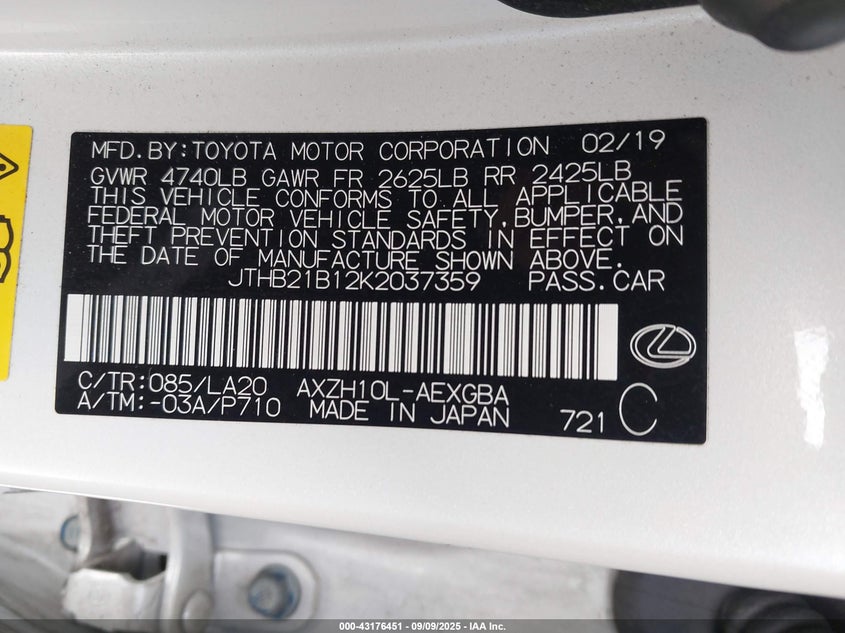 MFD.BY:TOYOTA MOTOR CORPORATION 02/19
GVWR 4740LB GAWR FR 2625LB RR 2425LB
THIS VEHICLE CONFORMS TO ALL APPLICABLE
FEDERAL MOTOR VEHICLE SAFETY,BUMPER,AND
THEFT PREVENTION STANDARDS IN EFFECT ON
THE DATE OF MANUFACTURE SHOWN ABOVE.
JTHB21B12K2037359 PASS.CAR
C/TR:085/LA20 AXZH10L-AEXGBA
A/TM:-03A/P710 MADE IN JAPAN 721 C
000-43176451 - 09/09/2025 - IAA Inc.